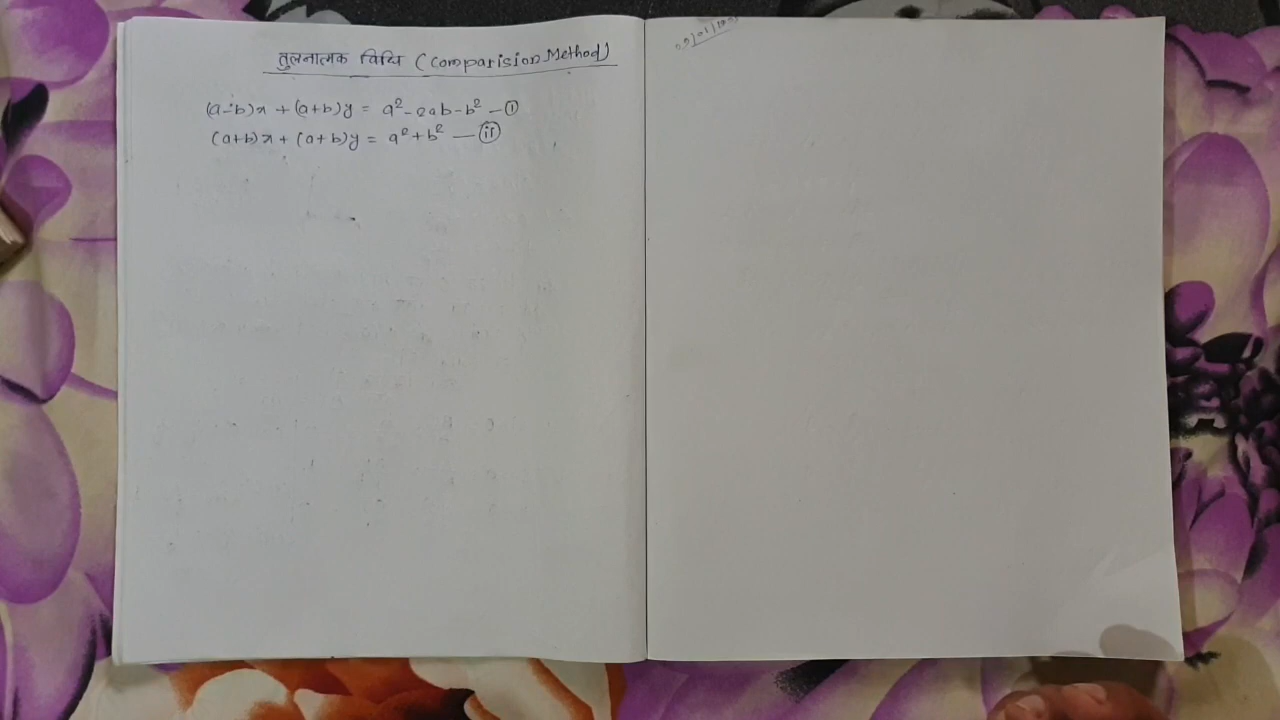 तुलनात्मक विधि (Comparision Method)
(a-b)x + (a+b)y = a² - 2ab - b² - (i)
(a+b)x + (a+b)y = a² + b² — (ii)